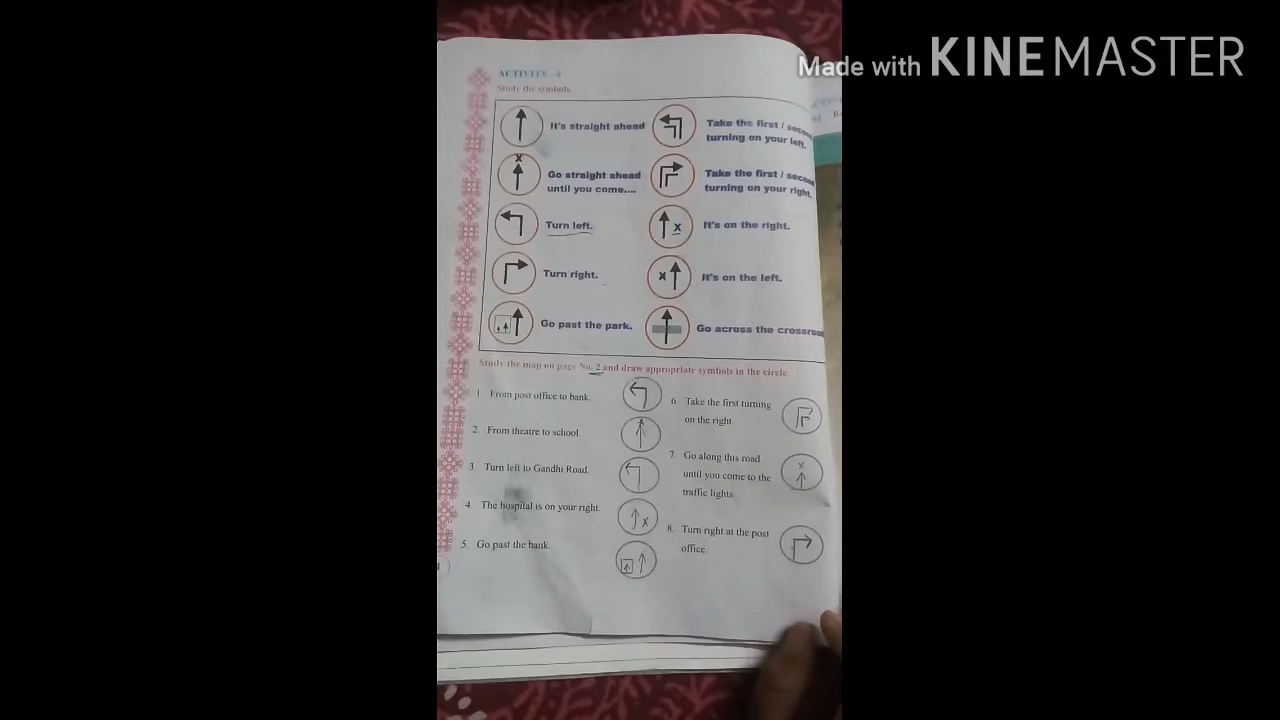 Made with KINEMASTER
ACTIVITY - 4
Study the symbols.
It's straight ahead
Go straight ahead
until you come....
Turn left.
Turn right.
Go past the park.
Take the first / second
turning on your left.
Take the first / second
turning on your right.
It's on the right.
It's on the left.
Go across the crossroad
Study the map on page No. 2 and draw appropriate symbols in the circle
1 From post office to bank.
2. From theatre to school.
3. Turn left to Gandhi Road.
4. The hospital is on your right.
5. Go past the bank.
6. Take the first turning
on the right.
7. Go along this road
until you come to the
traffic lights
8. Turn right at the post
office.